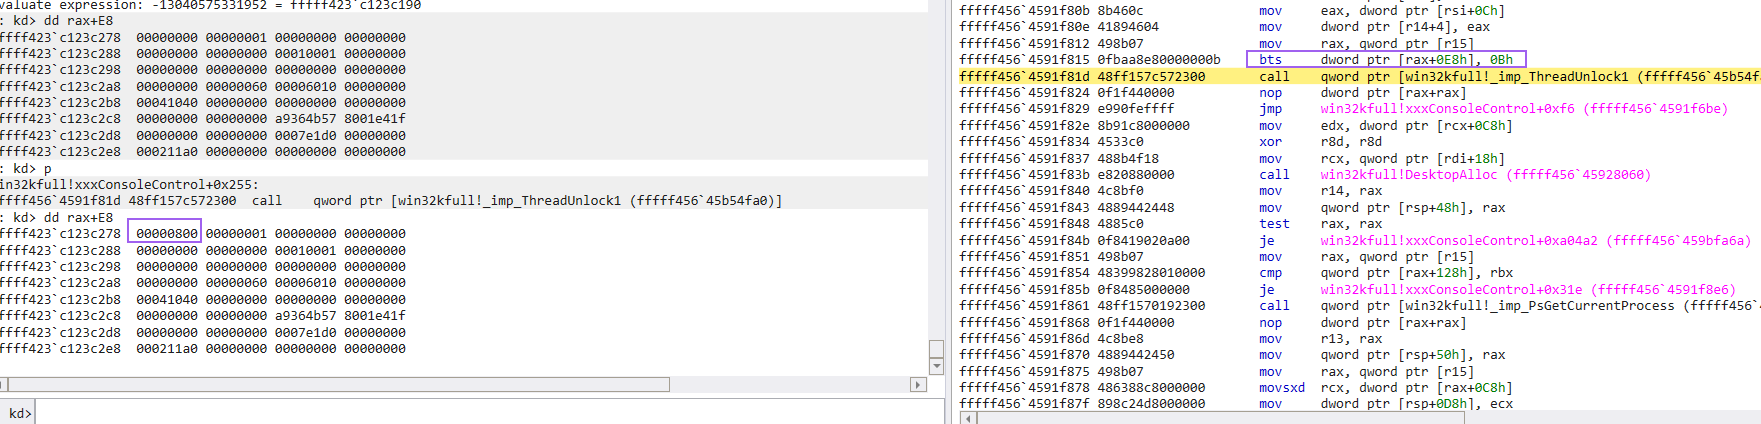 valuate expression: -13040575331952 = fffff423`c123c190
: kd> dd rax+E8
ffff423`c123c278  00000000 00000001 00000000 00000000
ffff423`c123c288  00000000 00000000 00010001 00000000
ffff423`c123c298  00000000 00000000 00000000 00000000
ffff423`c123c2a8  00000000 00000060 00006010 00000000
ffff423`c123c2b8  00041040 00000000 00000000 00000000
ffff423`c123c2c8  00000000 00000000 a9364b57 8001e41f
ffff423`c123c2d8  00000000 00000000 0007e1d0 00000000
ffff423`c123c2e8  000211a0 00000000 00000000 00000000
: kd> p
in32kfull!xxxConsoleControl+0x255:
ffff456`4591f81d 48ff157c572300  call    qword ptr [win32kfull!_imp_ThreadUnlock1 (fffff456`45b54fa0)]
: kd> dd rax+E8
ffff423`c123c278  00000800 00000001 00000000 00000000
ffff423`c123c288  00000000 00000000 00010001 00000000
ffff423`c123c298  00000000 00000000 00000000 00000000
ffff423`c123c2a8  00000000 00000060 00006010 00000000
ffff423`c123c2b8  00041040 00000000 00000000 00000000
ffff423`c123c2c8  00000000 00000000 a9364b57 8001e41f
ffff423`c123c2d8  00000000 00000000 0007e1d0 00000000
ffff423`c123c2e8  000211a0 00000000 00000000 00000000
kd>
fffff456`4591f80b 8b460c          mov     eax, dword ptr [rsi+0Ch]
fffff456`4591f80e 41894604        mov     dword ptr [r14+4], eax
fffff456`4591f812 498b07          mov     rax, qword ptr [r15]
fffff456`4591f815 0fbaa8e80000000b bts     dword ptr [rax+0E8h], 0Bh
fffff456`4591f81d 48ff157c572300  call    qword ptr [win32kfull!_imp_ThreadUnlock1 (fffff456`45b54fa
fffff456`4591f824 0f1f440000      nop     dword ptr [rax+rax]
fffff456`4591f829 e990feffff      jmp     win32kfull!xxxConsoleControl+0xf6 (fffff456`4591f6be)
fffff456`4591f82e 8b91c8000000    mov     edx, dword ptr [rcx+0C8h]
fffff456`4591f834 4533c0          xor     r8d, r8d
fffff456`4591f837 488b4f18        mov     rcx, qword ptr [rdi+18h]
fffff456`4591f83b e820880000      call    win32kfull!DesktopAlloc (fffff456`45928060)
fffff456`4591f840 4c8bf0          mov     r14, rax
fffff456`4591f843 4889442448      mov     qword ptr [rsp+48h], rax
fffff456`4591f848 4885c0          test    rax, rax
fffff456`4591f84b 0f8419020a00    je      win32kfull!xxxConsoleControl+0xa04a2 (fffff456`459bfa6a)
fffff456`4591f851 498b07          mov     rax, qword ptr [r15]
fffff456`4591f854 48399828010000  cmp     qword ptr [rax+128h], rbx
fffff456`4591f85b 0f8485000000    je      win32kfull!xxxConsoleControl+0x31e (fffff456`4591f8e6)
fffff456`4591f861 48ff1570192300  call    qword ptr [win32kfull!_imp_PsGetCurrentProcess (fffff456`4
fffff456`4591f868 0f1f440000      nop     dword ptr [rax+rax]
fffff456`4591f86d 4c8be8          mov     r13, rax
fffff456`4591f870 4889442450      mov     qword ptr [rsp+50h], rax
fffff456`4591f875 498b07          mov     rax, qword ptr [r15]
fffff456`4591f878 486388c8000000  movsxd  rcx, dword ptr [rax+0C8h]
fffff456`4591f87f 898c24d8000000  mov     dword ptr [rsp+0D8h], ecx